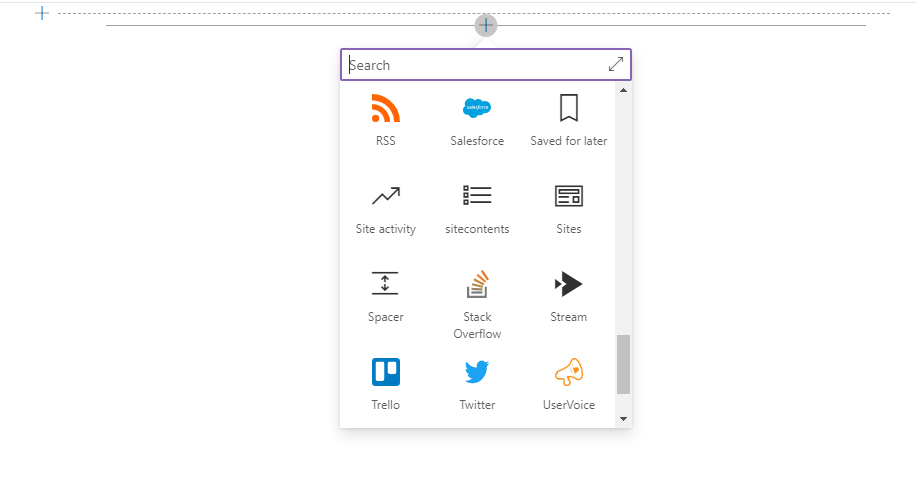 Search
salesforce
RSS
Salesforce
Saved for later
Site activity
sitecontents
Sites
Spacer
Stack
Overflow
Stream
Trello
Twitter
UserVoice